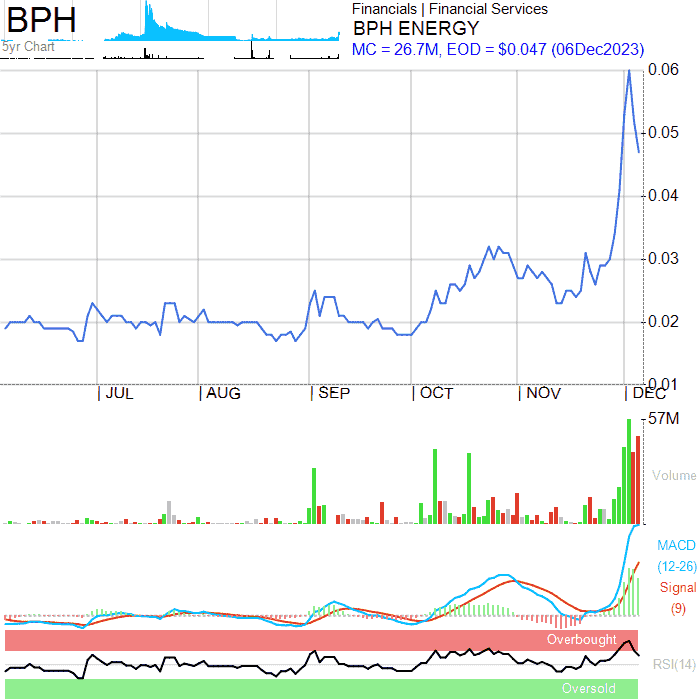 BPH
5yr Chart
Financials | Financial Services
BPH ENERGY
MC = 26.7M, EOD = $0.047 (06Dec2023)
0.06
0.05
0.04
0.03
0.02
0.01
| JUL | AUG | SEP | OCT | NOV | DEC
57M
Volume
MACD
(12-26)
Signal
(9)
Overbought
RSI(14)
Oversold